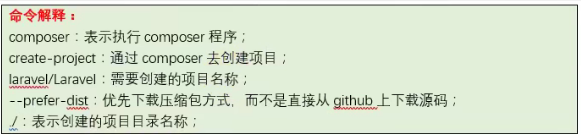 命令解释：
composer：表示执行 composer 程序；
create-project：通过 composer 去创建项目；
laravel/Laravel：需要创建的项目名称；
--prefer-dist：优先下载压缩包方式，而不是直接从 github 上下载源码；
./：表示创建的项目目录名称；